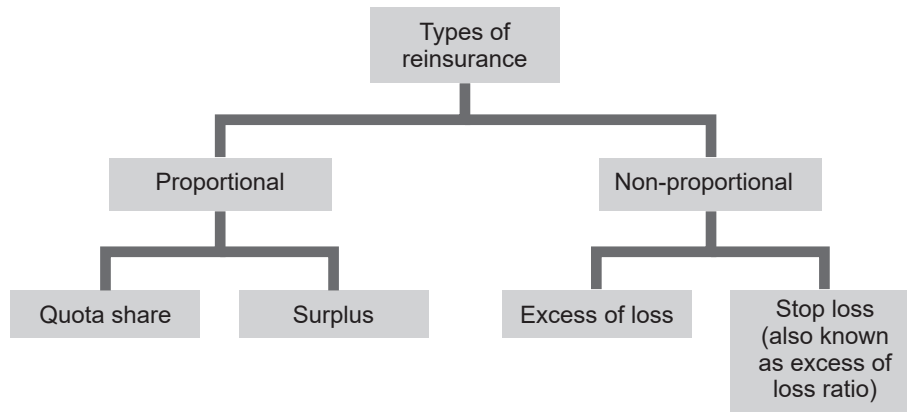 Types of
reinsurance
Proportional
Non-proportional
Quota share
Surplus
Excess of loss
Stop loss
(also known
as excess of
loss ratio)